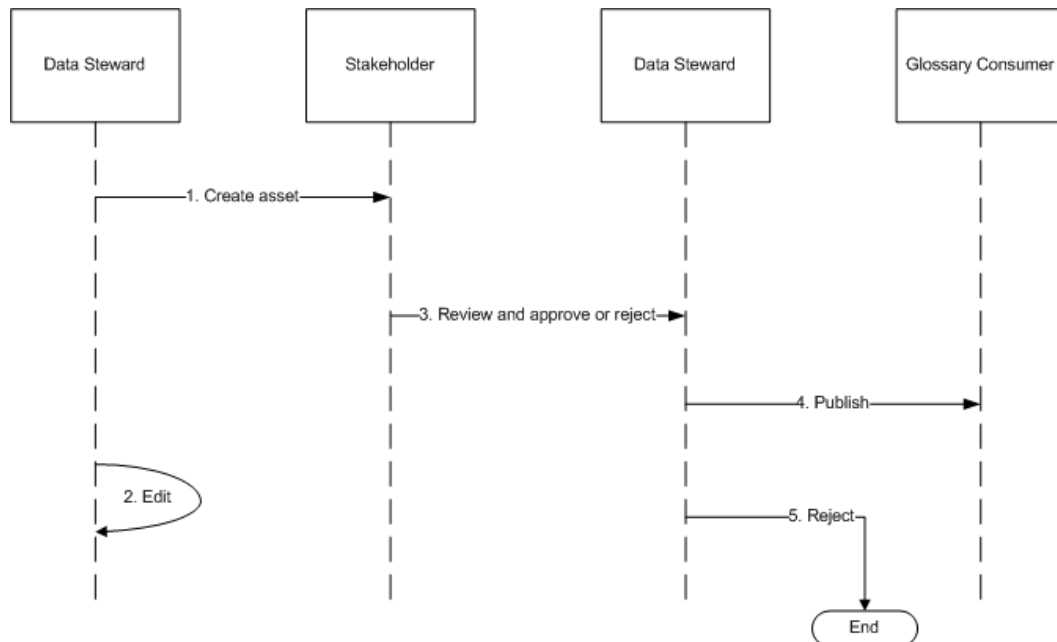 Data Steward
Stakeholder
Data Steward
Glossary Consumer
1. Create asset
3. Review and approve or reject
4. Publish
2. Edit
5. Reject
End